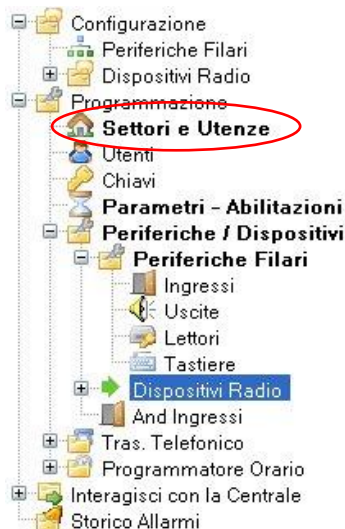 Configurazione
Periferiche Filari
Dispositivi Radio
Programmazione
Settori e Utenze
Utenti
Chiavi
Parametri - Abilitazioni
Periferiche / Dispositivi
Periferiche Filari
Ingressi
Uscite
Lettori
Tastiere
Dispositivi Radio
And Ingressi
Tras. Telefonico
Programmatore Orario
Interagisci con la Centrale
Storico Allarmi